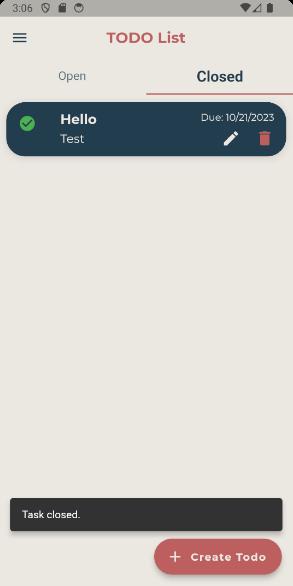 3:06
TODO List
Open
Closed
Hello
Due: 10/21/2023
Test
Task closed.
+ Create Todo